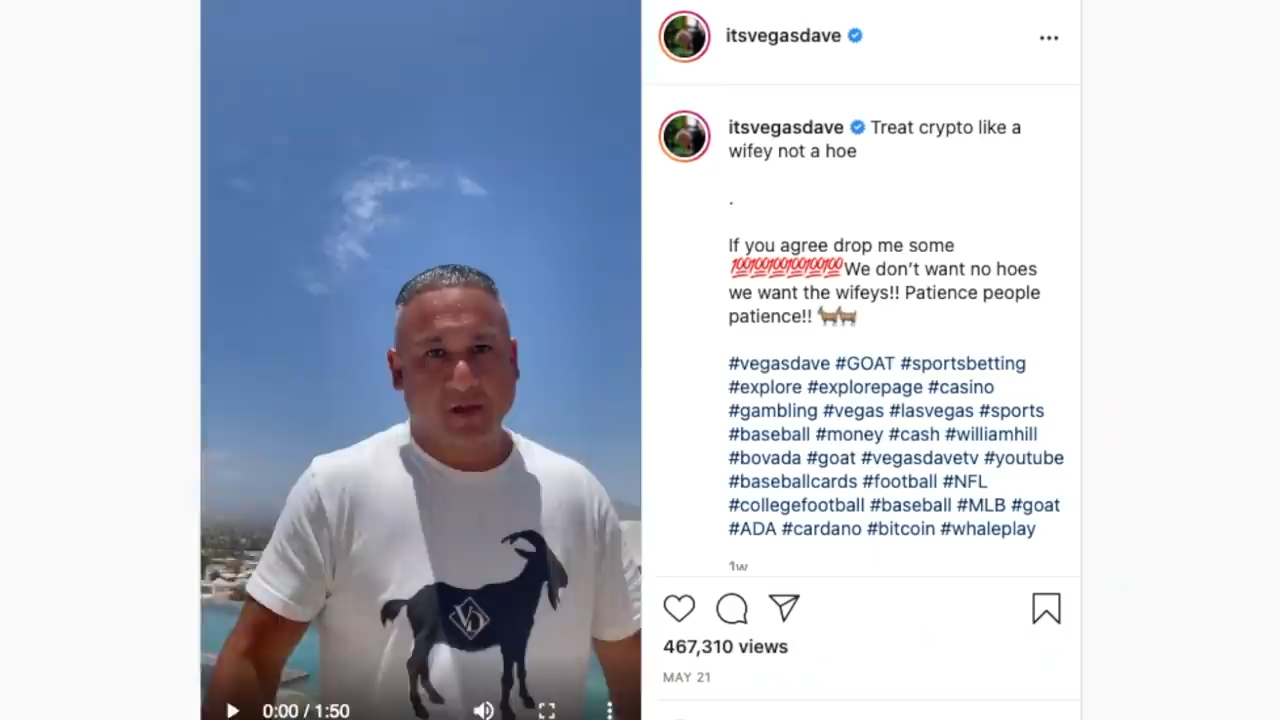 itsvegasdave
itsvegasdave Treat crypto like a
wifey not a hoe
.
If you agree drop me some
💯💯💯💯💯💯We don’t want no hoes
we want the wifeys!! Patience people
patience!! 🐐🐐
#vegasdave #GOAT #sportsbetting
#explore #explorepage #casino
#gambling #vegas #lasvegas #sports
#baseball #money #cash #williamhill
#bovada #goat #vegasdavetv #youtube
#baseballcards #football #NFL
#collegefootball #baseball #MLB #goat
#ADA #cardano #bitcoin #whaleplay
1w
467,310 views
MAY 21
VD
0:00 / 1:50